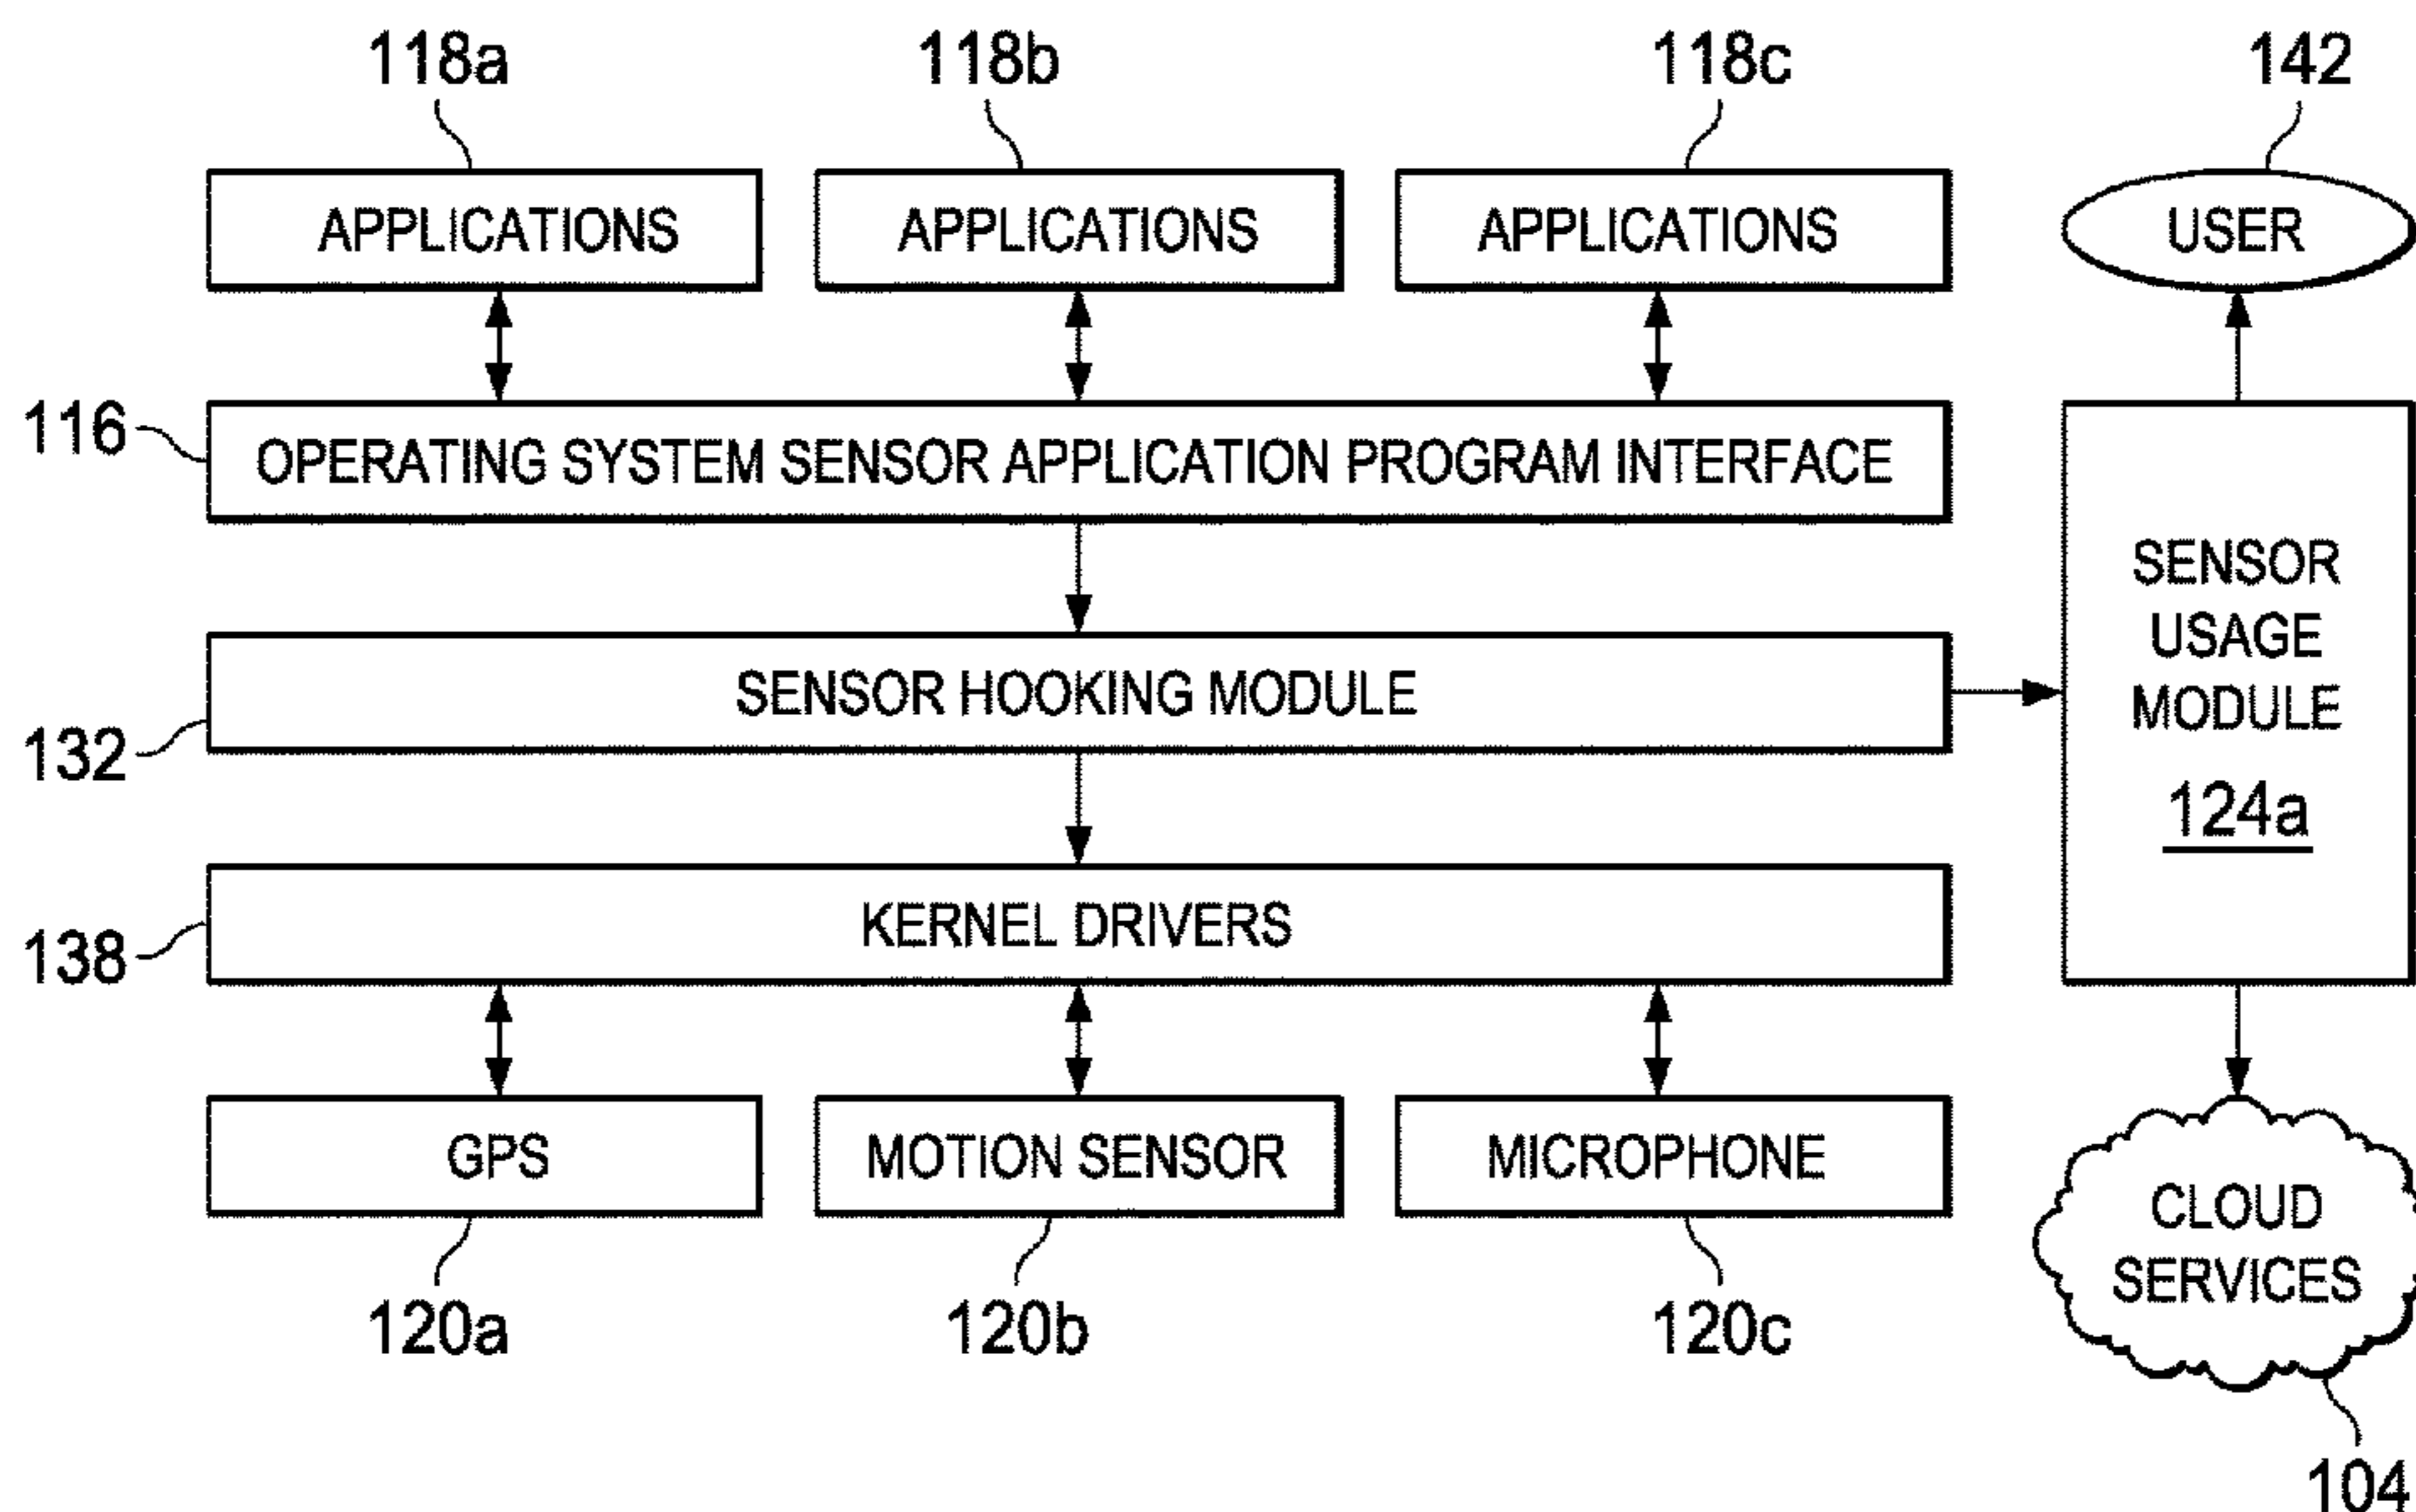 118a
118b
118c
142
APPLICATIONS
APPLICATIONS
APPLICATIONS
USER
116
OPERATING SYSTEM SENSOR APPLICATION PROGRAM INTERFACE
SENSOR
USAGE
MODULE
124a
132
SENSOR HOOKING MODULE
138
KERNEL DRIVERS
GPS
MOTION SENSOR
MICROPHONE
CLOUD
SERVICES
120a
120b
120c
104